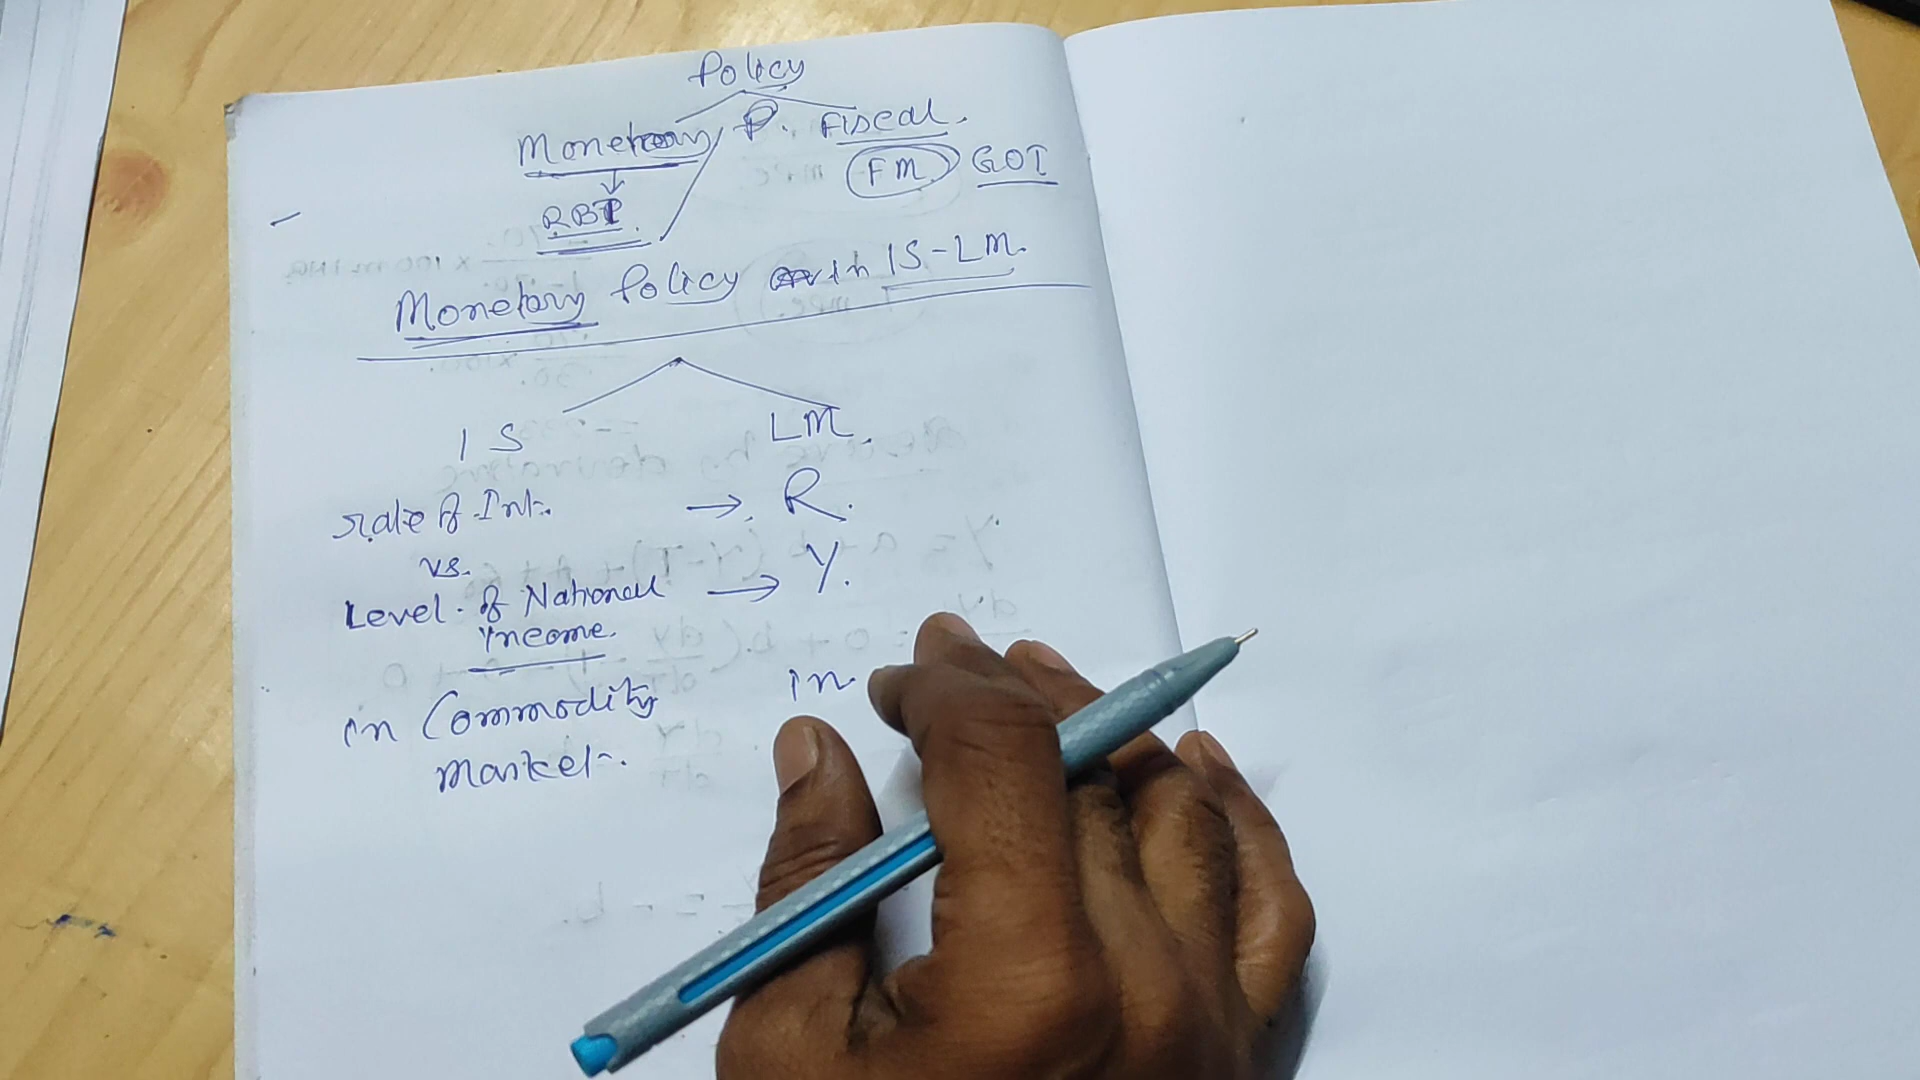 Policy
Monetary P. Fiscal.
FM GOI
RBI.
Monetary Policy with IS-LM.
IS LM.
rate of Int. → R.
vs.
Level of National → Y.
Income.
in Commodity in
Market.